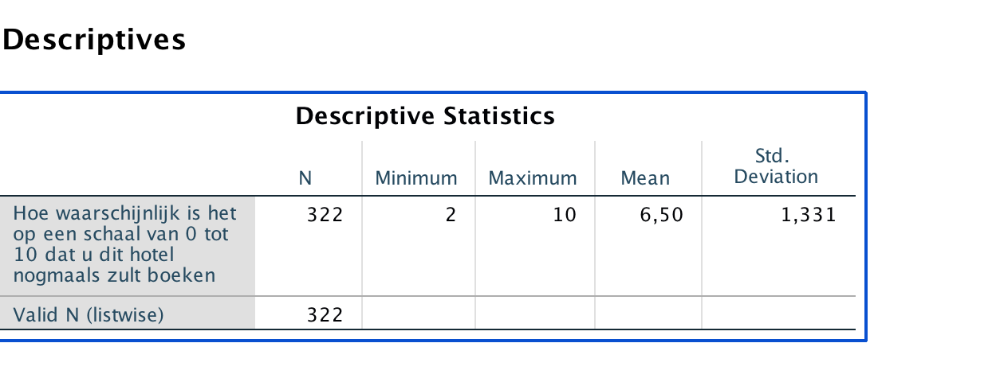 Descriptives
Descriptive Statistics
N Minimum Maximum Mean Std. Deviation
Hoe waarschijnlijk is het 322 2 10 6,50 1,331
op een schaal van 0 tot
10 dat u dit hotel
nogmaals zult boeken
Valid N (listwise) 322